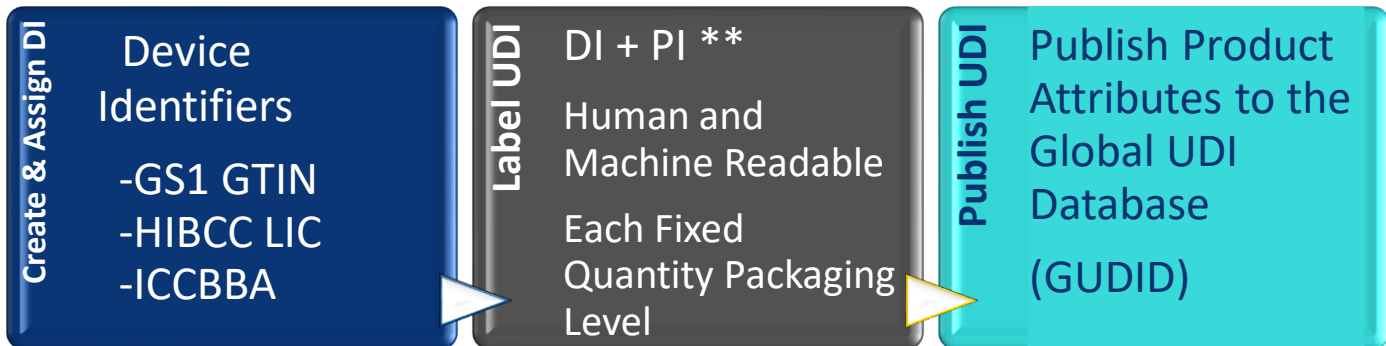 Create & Assign DI
Device
Identifiers
-GS1 GTIN
-HIBCC LIC
-ICCBBA
Label UDI
DI + PI **
Human and
Machine Readable
Each Fixed
Quantity Packaging
Level
Publish UDI
Publish Product
Attributes to the
Global UDI
Database
(GUDID)